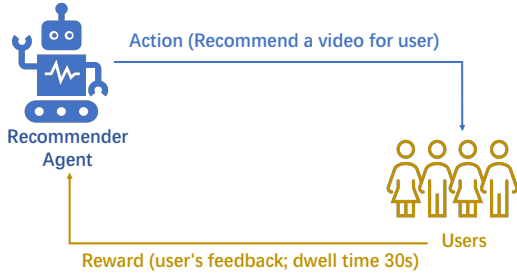 Action (Recommend a video for user)
Recommender
Agent
Users
Reward (user's feedback; dwell time 30s)